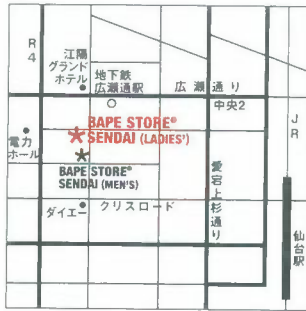 R4
江陽
グランド
ホテル
地下鉄
広瀬通駅
広瀬通り
中央2
JR
電力
ホール
BAPE STORE®
SENDAI (LADIES')
BAPE STORE®
SENDAI (MEN'S)
愛宕上杉通り
ダイエー
クリスロード
仙台駅